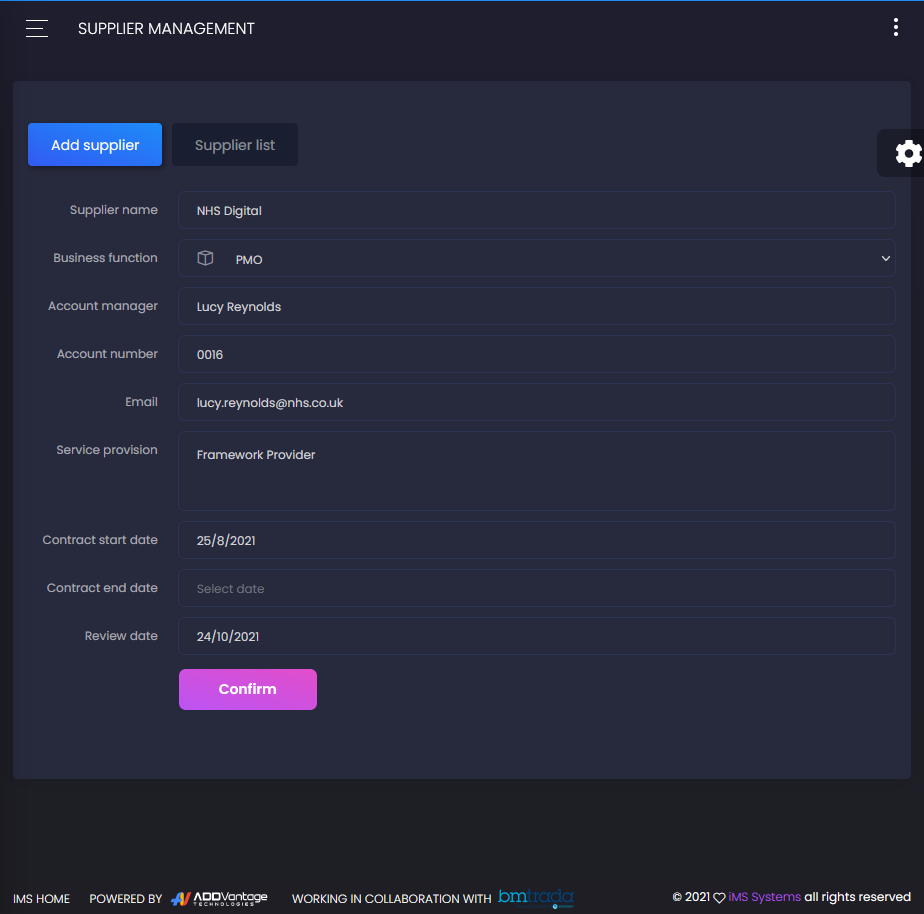 SUPPLIER MANAGEMENT
Add supplier
Supplier list
Supplier name
NHS Digital
Business function
PMO
Account manager
Lucy Reynolds
Account number
0016
Email
lucy.reynolds@nhs.co.uk
Service provision
Framework Provider
Contract start date
25/8/2021
Contract end date
Select date
Review date
24/10/2021
Confirm
IMS HOME POWERED BY ADDVantage TECHNOLOGIES WORKING IN COLLABORATION WITH bmtrada © 2021 iMS Systems all rights reserved